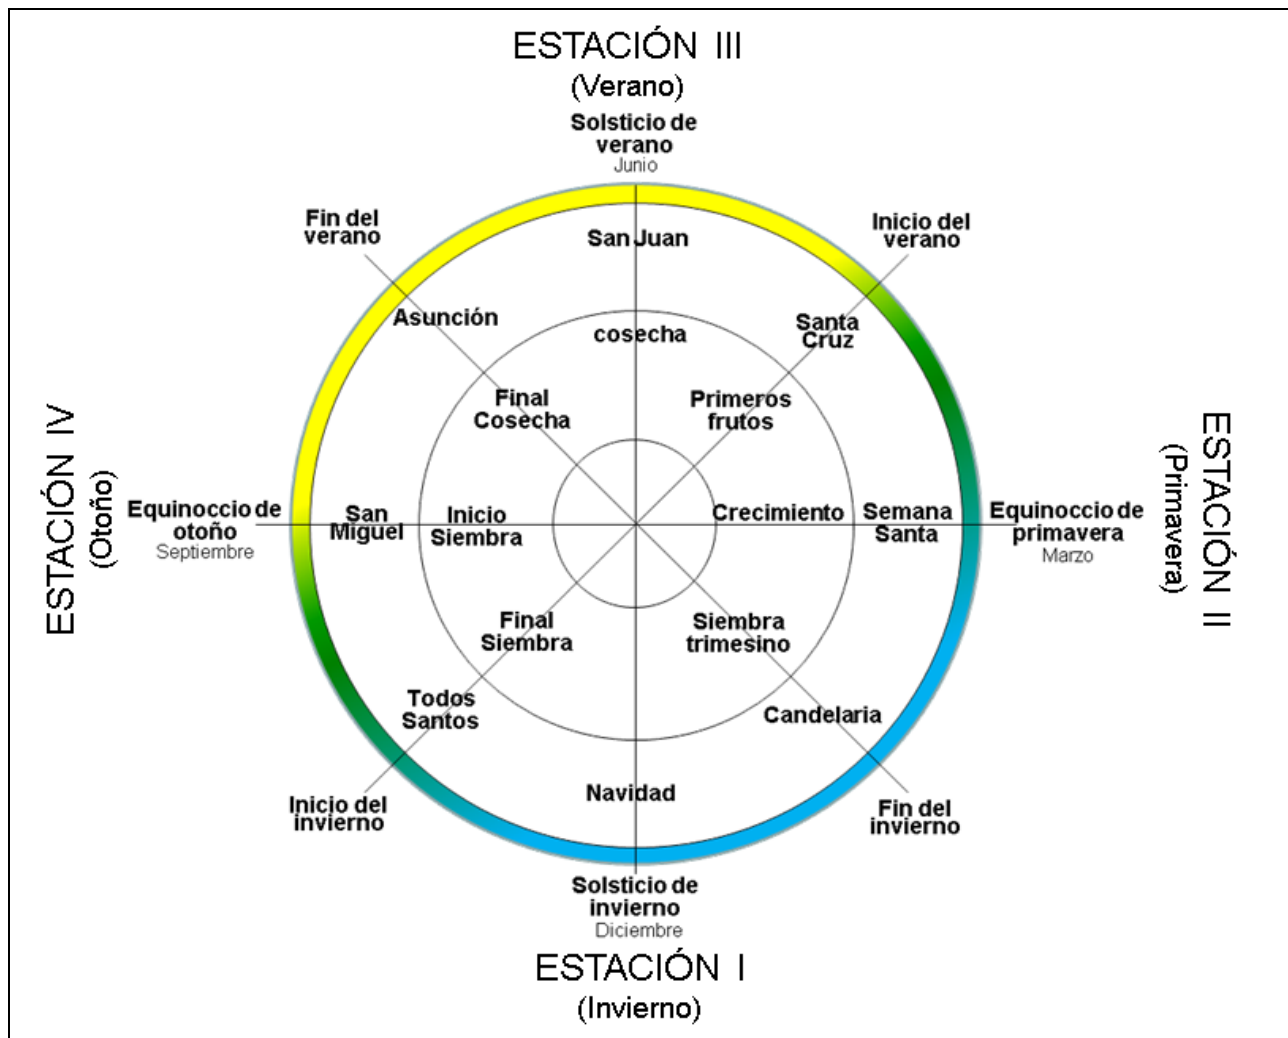 ESTACIÓN III
(Verano)
Solsticio de
verano
Junio
Fin del
verano
Inicio del
verano
San Juan
Asunción
Santa
Cruz
cosecha
Final
Cosecha
Primeros
frutos
ESTACIÓN IV
(Otoño)
Equinoccio de
otoño
Septiembre
San
Miguel
Inicio
Siembra
Crecimiento
Semana
Santa
Equinoccio de
primavera
Marzo
ESTACIÓN II
(Primavera)
Final
Siembra
Siembra
trimesino
Todos
Santos
Candelaria
Navidad
Inicio del
invierno
Fin del
invierno
Solsticio de
invierno
Diciembre
ESTACIÓN I
(Invierno)